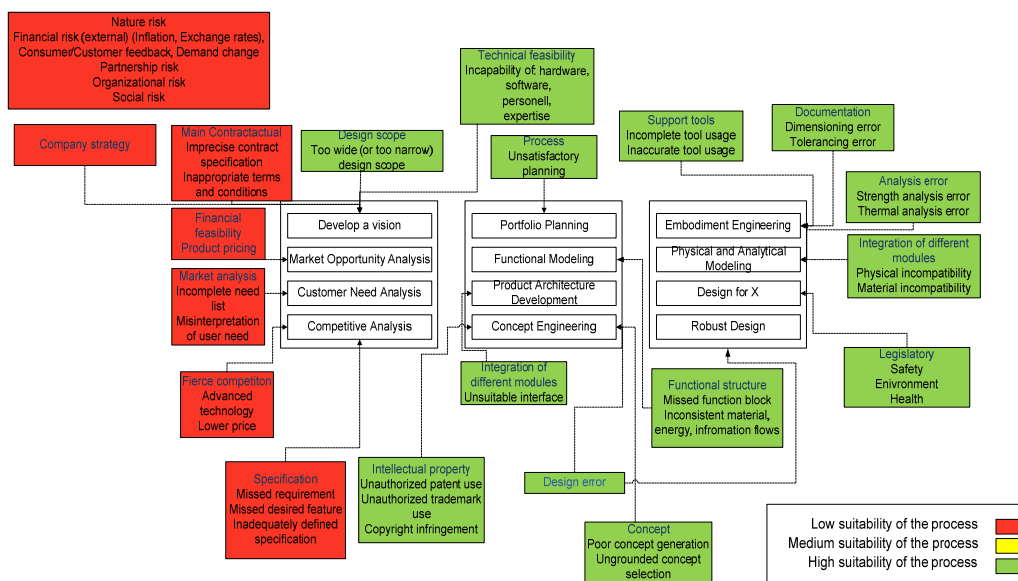 Nature risk
Financial risk (external) (Inflation, Exchange rates),
Consumer/Customer feedback, Demand change
Partnership risk
Organizational risk
Social risk
Company strategy
Main Contractactual
Imprecise contract
specification
Inappropriate terms
and conditions
Design scope
Too wide (or too narrow)
design scope
Technical feasibility
Incapability of: hardware,
software,
personell,
expertise
Process
Unsatisfactory
planning
Support tools
Incomplete tool usage
Inaccurate tool usage
Documentation
Dimensioning error
Tolerancing error
Analysis error
Strength analysis error
Thermal analysis error
Financial
feasibility
Product pricing
Market analysis
Incomplete need
list
Misinterpretation
of user need
Develop a vision
Market Opportunity Analysis
Customer Need Analysis
Competitive Analysis
Portfolio Planning
Functional Modeling
Product Architecture
Development
Concept Engineering
Embodiment Engineering
Physical and Analytical
Modeling
Design for X
Robust Design
Integration of different
modules
Physical incompatibility
Material incompatibility
Fierce competiton
Advanced
technology
Lower price
Integration of
different modules
Unsuitable interface
Functional structure
Missed function block
Inconsistent material,
energy, infromation flows
Legislatory
Safety
Enivronment
Health
Specification
Missed requirement
Missed desired feature
Inadequately defined
specification
Intellectual property
Unauthorized patent use
Unauthorized trademark
use
Copyright infringement
Design error
Concept
Poor concept generation
Ungrounded concept
selection
Low suitability of the process
Medium suitability of the process
High suitability of the process